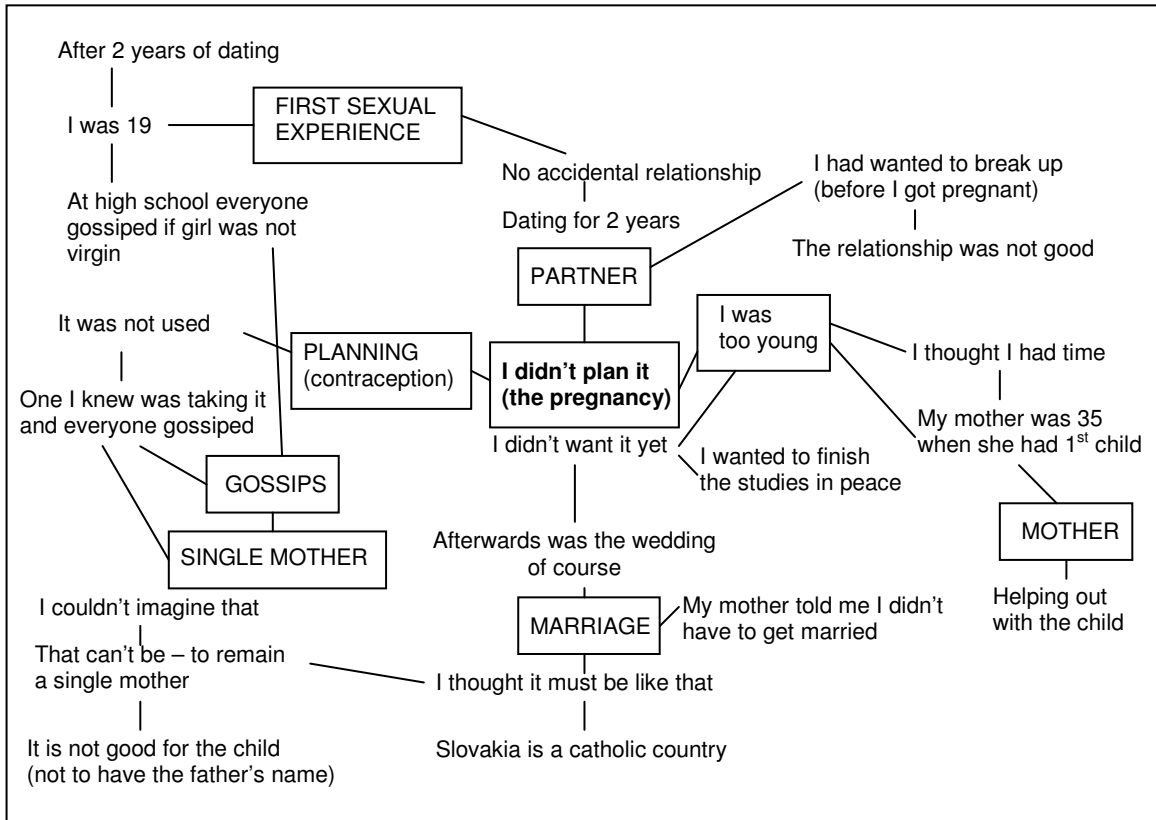 After 2 years of dating
I was 19
FIRST SEXUAL
EXPERIENCE
At high school everyone
gossiped if girl was not
virgin
No accidental relationship
Dating for 2 years
PARTNER
I had wanted to break up
(before I got pregnant)
The relationship was not good
It was not used
PLANNING
(contraception)
I didn't plan it
(the pregnancy)
I was
too young
I thought I had time
One I knew was taking it
and everyone gossiped
I didn't want it yet
I wanted to finish
the studies in peace
My mother was 35
when she had 1st child
GOSSIPS
SINGLE MOTHER
Afterwards was the wedding
of course
MOTHER
I couldn't imagine that
MARRIAGE
My mother told me I didn't
have to get married
Helping out
with the child
That can't be – to remain
a single mother
I thought it must be like that
It is not good for the child
(not to have the father's name)
Slovakia is a catholic country